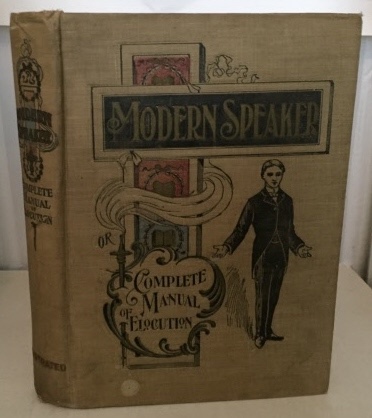 MODERN SPEAKER
OR
COMPLETE
MANUAL
OF ELOCUTION
MODERN
SPEAKER
COMPLETE
MANUAL
OF
ELOCUTION
ILLUSTRATED